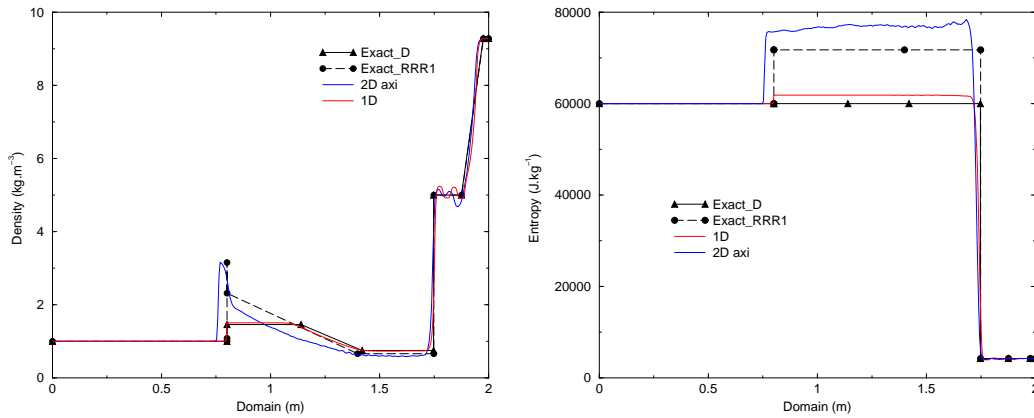 10
8
6
4
2
0
Density (kg.m−3)
Exact_D
Exact_RRR1
2D axi
1D
0
0.5
1
1.5
2
Domain (m)
80000
60000
40000
20000
0
Entropy (J.kg−1)
Exact_D
Exact_RRR1
1D
2D axi
0
0.5
1
1.5
2
Domain (m)